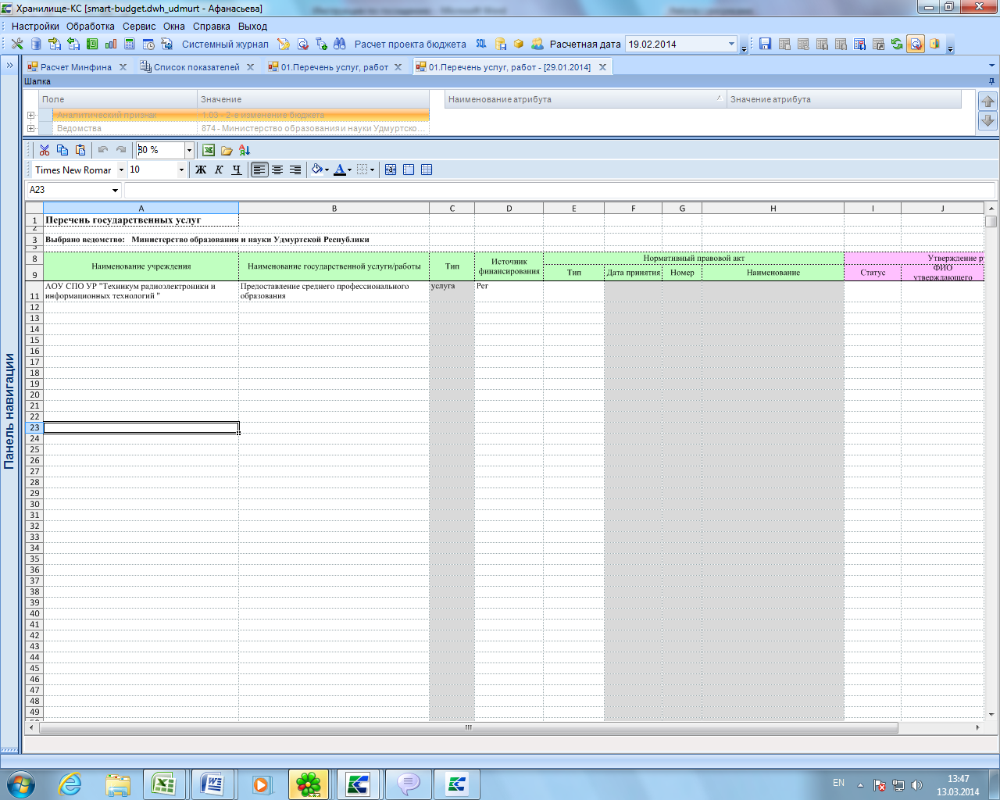 Хранилище-КС [smart-budget.dwh_udmurt - Афанасьева]
Настройки Обработка Сервис Окна Справка Выход
Системный журнал Расчет проекта бюджета SQL Расчетная дата 19.02.2014
Расчет Минфина Список показателей 01.Перечень услуг, работ 01.Перечень услуг, работ - [29.01.2014]
Шапка
Поле Значение Наименование атрибута Значение атрибута
Аналитический признак 1.03 - 2-е изменение бюджета
Ведомства 874 - Министерство образования и науки Удмуртско...
80 %
Times New Romar 10 Ж К Ч
A23
A B C D E F G H I J
1 Перечень государственных услуг
2
3 Выбрано ведомство: Министерство образования и науки Удмуртской Республики
8 Наименование учреждения Наименование государственной услуги/работы Тип Источник финансирования Нормативный правовой акт Утверждение ру
9 Тип Дата принятия Номер Наименование Статус ФИО утверждающего
11 АОУ СПО УР "Техникум радиоэлектроники и информационных технологий " Предоставление среднего профессионального образования услуга Рег
12
13
14
15
16
17
18
19
20
21
22
23
24
25
26
27
28
29
30
31
32
33
34
35
36
37
38
39
40
41
42
43
44
45
46
47
48
49
Панель навигации
EN 13:47
13.03.2014